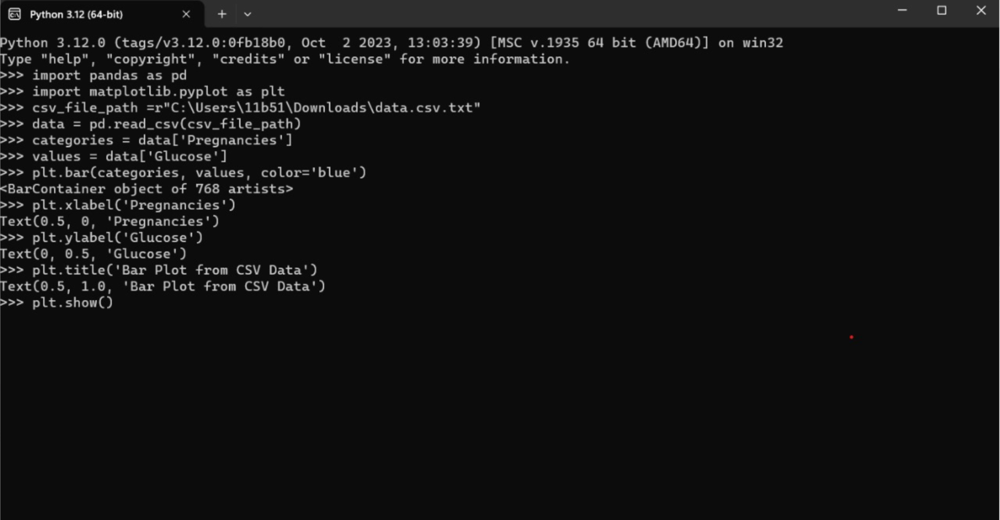 Python 3.12 (64-bit)
Python 3.12.0 (tags/v3.12.0:0fb18b0, Oct  2 2023, 13:03:39) [MSC v.1935 64 bit (AMD64)] on win32
Type "help", "copyright", "credits" or "license" for more information.
>>> import pandas as pd
>>> import matplotlib.pyplot as plt
>>> csv_file_path =r"C:\Users\11b51\Downloads\data.csv.txt"
>>> data = pd.read_csv(csv_file_path)
>>> categories = data['Pregnancies']
>>> values = data['Glucose']
>>> plt.bar(categories, values, color='blue')
<BarContainer object of 768 artists>
>>> plt.xlabel('Pregnancies')
Text(0.5, 0, 'Pregnancies')
>>> plt.ylabel('Glucose')
Text(0, 0.5, 'Glucose')
>>> plt.title('Bar Plot from CSV Data')
Text(0.5, 1.0, 'Bar Plot from CSV Data')
>>> plt.show()